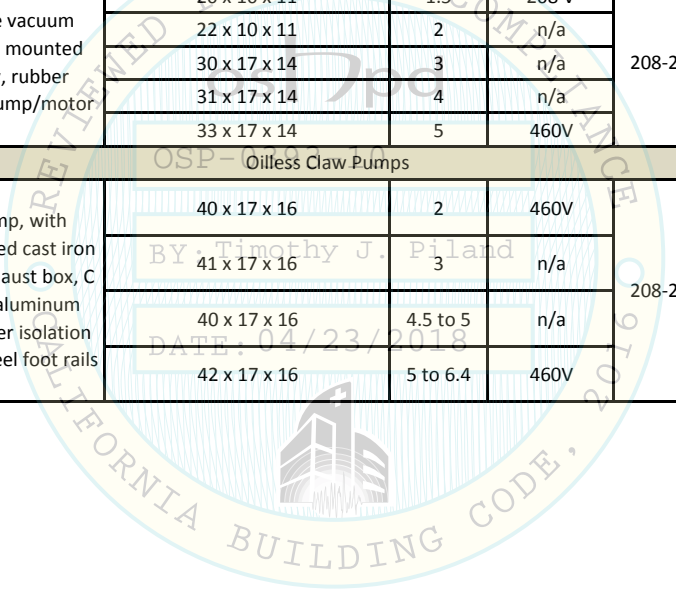 e vacuum
mounted
, rubber
ump/motor
22 x 10 x 11 2 n/a
30 x 17 x 14 3 n/a
31 x 17 x 14 4 n/a
33 x 17 x 14 5 460V
208-2
Oilless Claw Pumps
mp, with
ed cast iron
aust box, C
aluminum
er isolation
eel foot rails
40 x 17 x 16 2 460V
41 x 17 x 16 3 n/a
40 x 17 x 16 4.5 to 5 n/a
42 x 17 x 16 5 to 6.4 460V
208-2
REVIEWED
COMPLIANCE
oshpd
OSP-0393-10
BY: Timothy J. Piland
DATE: 04/23/2018
CALIFORNIA BUILDING CODE, 2016